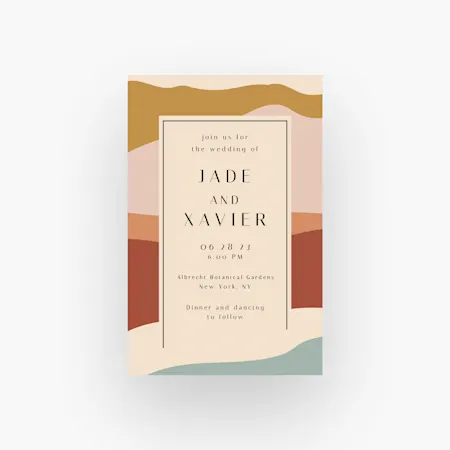 join us for
the wedding of
JADE
AND
XAVIER
06 28 23
6:00 PM
Albrecht Botanical Gardens
New York, NY
Dinner and dancing
to follow